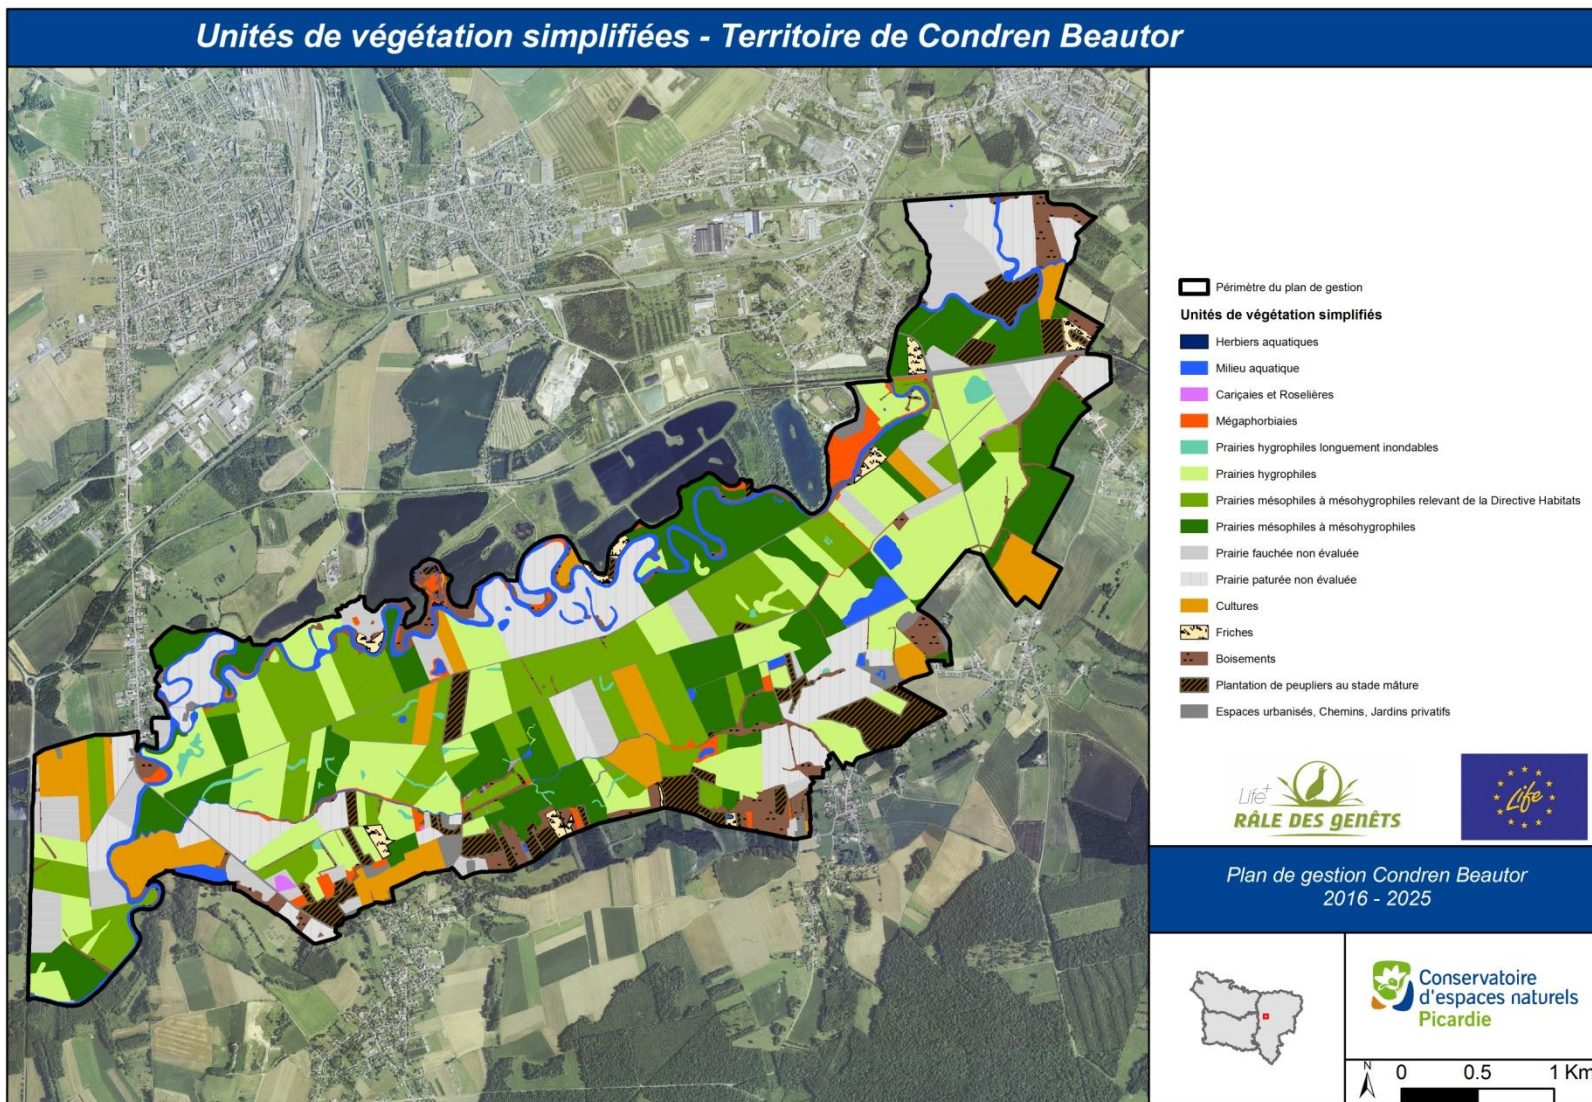 Unités de végétation simplifiées - Territoire de Condren Beautor
Périmètre du plan de gestion
Unités de végétation simplifiés
Herbiers aquatiques
Milieu aquatique
Cariçaies et Roselières
Mégaphorbiaies
Prairies hygrophiles longuement inondables
Prairies hygrophiles
Prairies mésophiles à mésohygrophiles relevant de la Directive Habitats
Prairies mésophiles à mésohygrophiles
Prairie fauchée non évaluée
Prairie paturée non évaluée
Cultures
Friches
Boisements
Plantation de peupliers au stade mâture
Espaces urbanisés, Chemins, Jardins privatifs
Life+
RÂLE DES GENÊTS
Life
Plan de gestion Condren Beautor
2016 - 2025
Conservatoire
d'espaces naturels
Picardie
N
0 0.5 1 Km